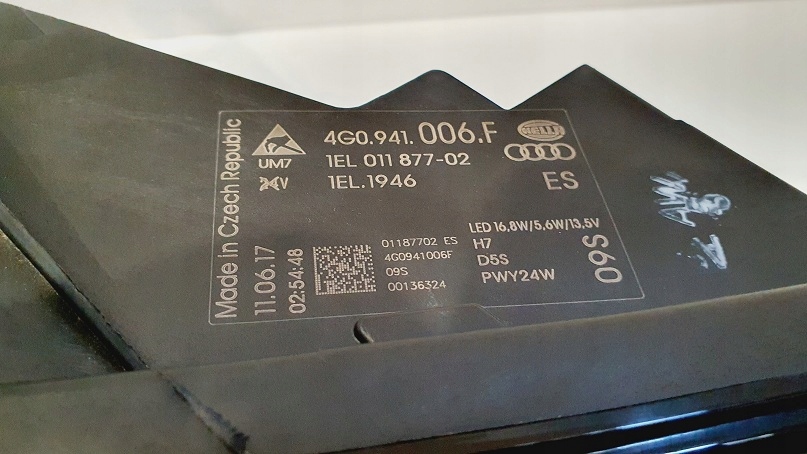 Made in Czech Republic
11.06.17
02:54:48
UM7
24V
4G0.941.006.F
1EL 011 877-02
1EL.1946
HELLA
ES
01187702 ES
4G0941006F
09S
00136324
LED 16,8W/5,6W/13,5V
H7
D5S
PWY24W
09S